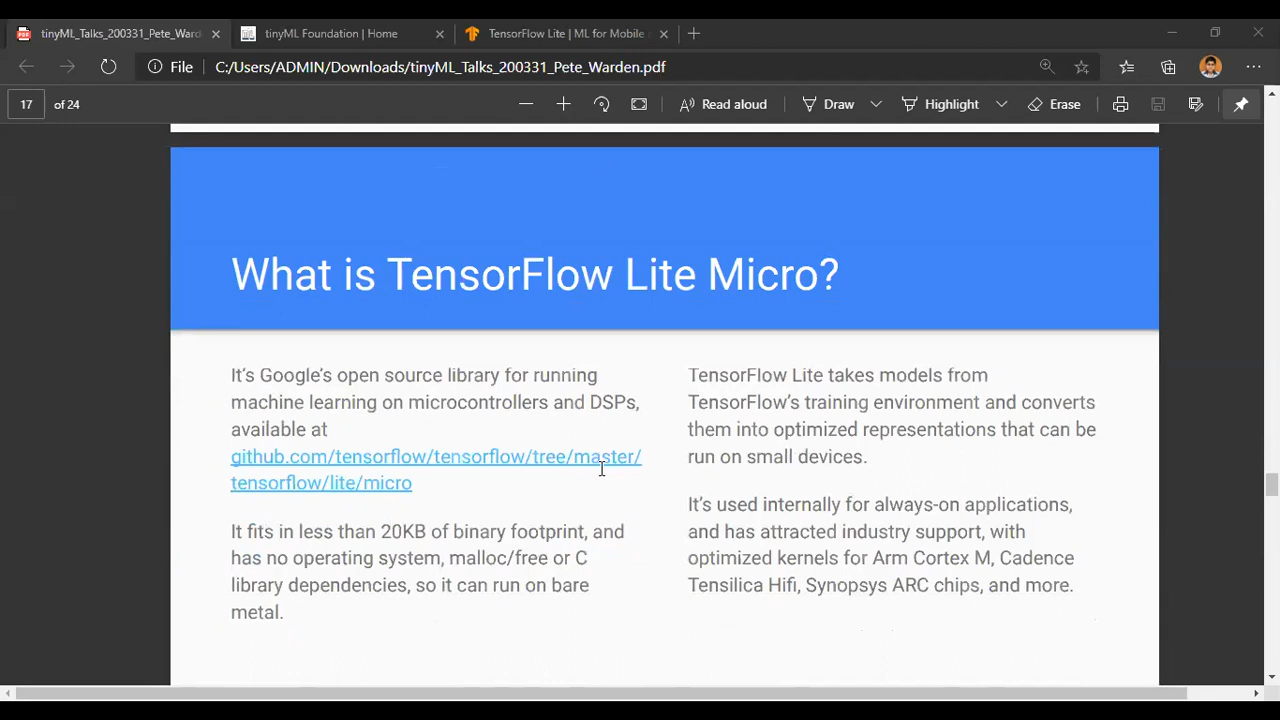 tinyML_Talks_200331_Pete_Ward
tinyML Foundation | Home
TensorFlow Lite | ML for Mobile
File
C:/Users/ADMIN/Downloads/tinyML_Talks_200331_Pete_Warden.pdf
17
of 24
Read aloud
Draw
Highlight
Erase
What is TensorFlow Lite Micro?
It's Google's open source library for running
machine learning on microcontrollers and DSPs,
available at
github.com/tensorflow/tensorflow/tree/master/
tensorflow/lite/micro
It fits in less than 20KB of binary footprint, and
has no operating system, malloc/free or C
library dependencies, so it can run on bare
metal.
TensorFlow Lite takes models from
TensorFlow's training environment and converts
them into optimized representations that can be
run on small devices.
It's used internally for always-on applications,
and has attracted industry support, with
optimized kernels for Arm Cortex M, Cadence
Tensilica Hifi, Synopsys ARC chips, and more.